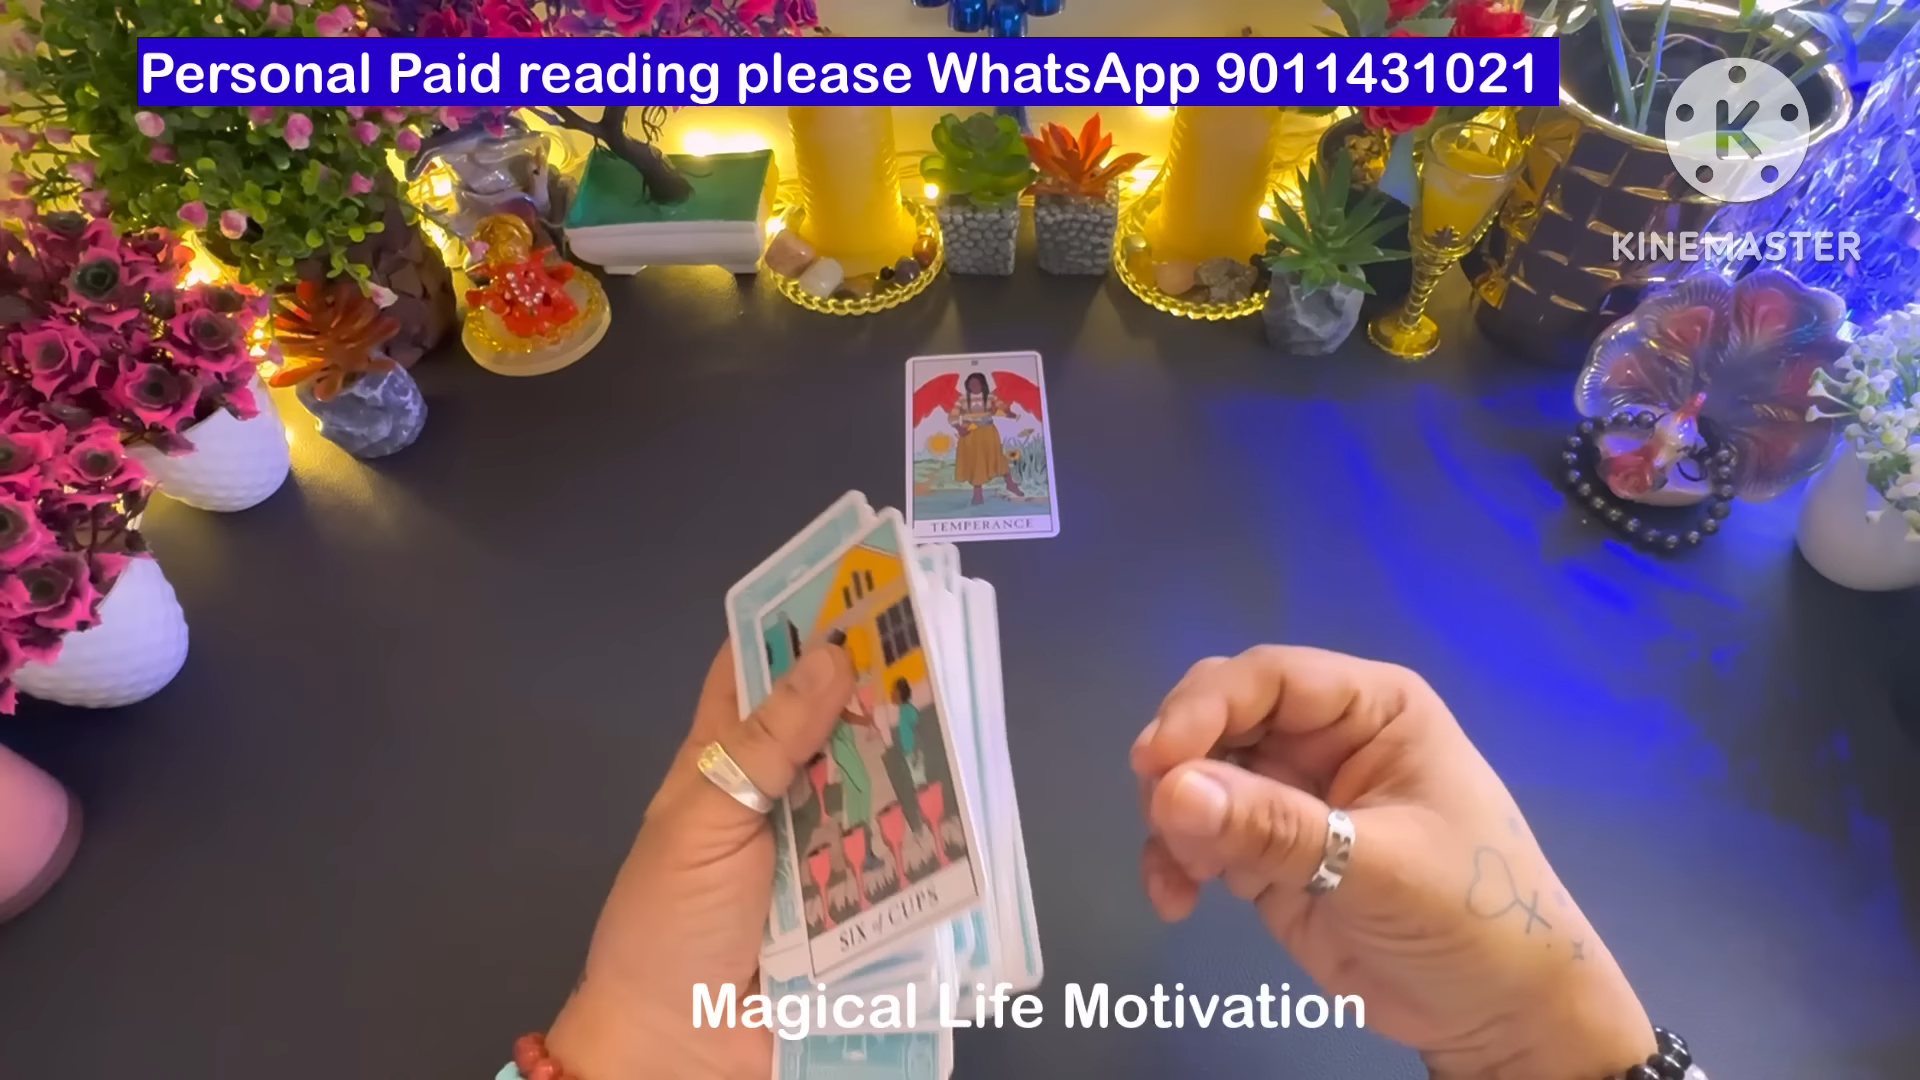 Personal Paid reading please WhatsApp 9011431021
K
KINEMASTER
TEMPERANCE
SIX of CUPS
Magical Life Motivation